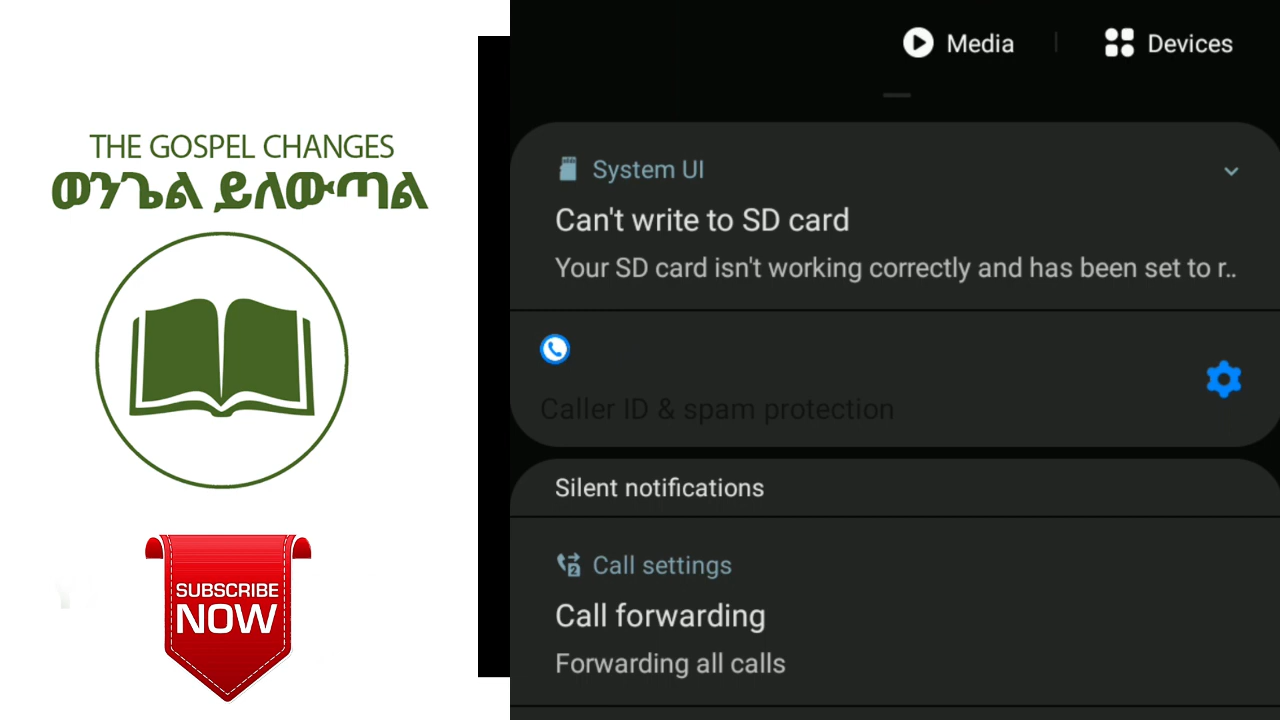 THE GOSPEL CHANGES
ወንጌል ይለውጣል
SUBSCRIBE
NOW
Media
Devices
System UI
Can't write to SD card
Your SD card isn't working correctly and has been set to r..
Caller ID & spam protection
Silent notifications
2
Call settings
Call forwarding
Forwarding all calls